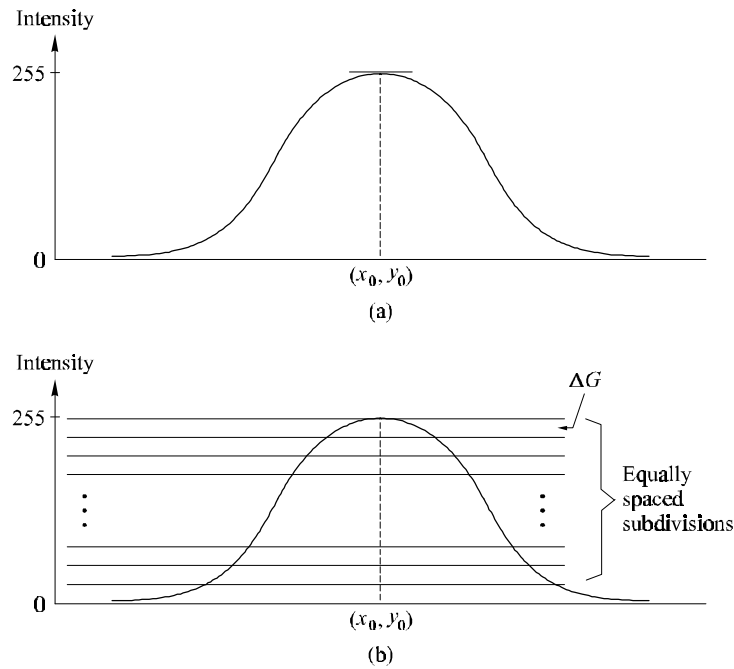 Intensity
255
0
(x₀, y₀)
(a)
Intensity
ΔG
255
Equally
spaced
subdivisions
0
(x₀, y₀)
(b)